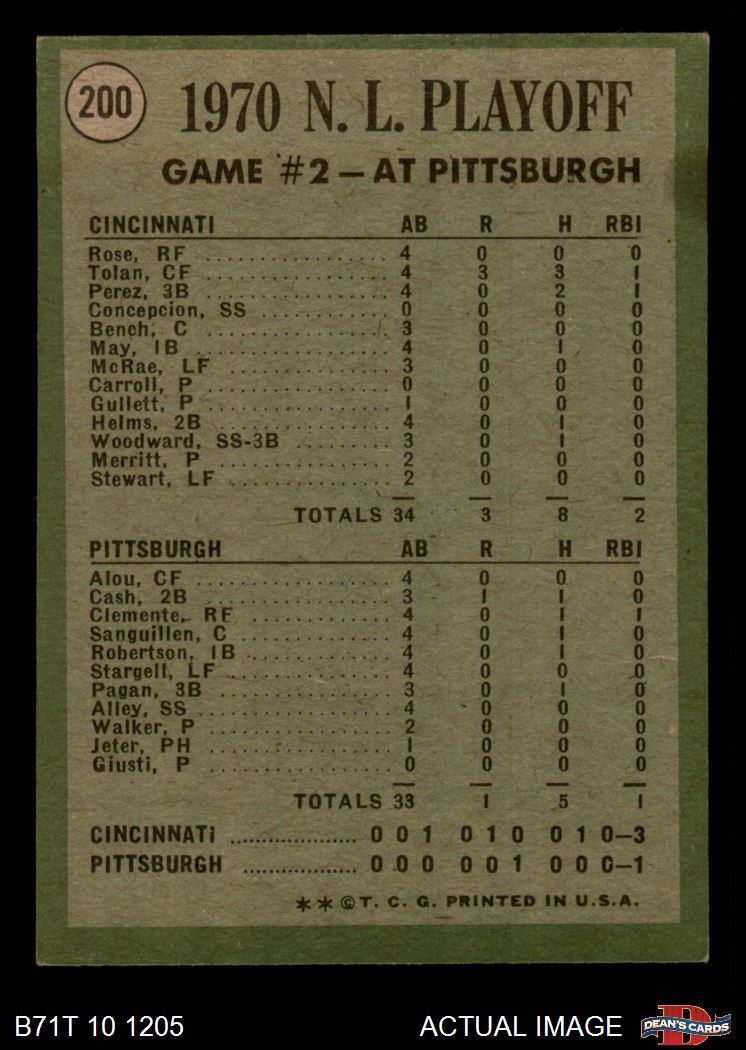 200
1970 N. L. PLAYOFF
GAME #2 — AT PITTSBURGH
CINCINNATI AB R H RBI
Rose, RF .................. 4 0 0 0
Tolan, CF .................. 4 3 3 1
Perez, 3B .................. 4 0 2 1
Concepcion, SS ............. 0 0 0 0
Bench, C .................. 3 0 0 0
May, 1B .................. 4 0 1 0
McRae, LF .................. 3 0 0 0
Carroll, P .................. 0 0 0 0
Gullett, P .................. 1 0 0 0
Helms, 2B .................. 4 0 1 0
Woodward, SS-3B ......... 3 0 1 0
Merritt, P .................. 2 0 0 0
Stewart, LF ................ 2 0 0 0
TOTALS 34 3 8 2
PITTSBURGH AB R H RBI
Alou, CF .................. 4 0 0 0
Cash, 2B .................. 3 1 1 0
Clemente, RF .............. 4 0 1 1
Sanguillen, C .............. 4 0 1 0
Robertson, 1B .............. 4 0 1 0
Stargell, LF ................ 4 0 0 0
Pagan, 3B .................. 3 0 1 0
Alley, SS .................. 4 0 0 0
Walker, P .................. 2 0 0 0
Jeter, PH .................. 1 0 0 0
Giusti, P .................. 0 0 0 0
TOTALS 33 1 5 1
CINCINNATI .................. 0 0 1 0 1 0 0 1 0—3
PITTSBURGH ................ 0 0 0 0 0 1 0 0 0—1
**©T. C. G. PRINTED IN U.S.A.
B71T 10 1205 ACTUAL IMAGE DEAN'S CARDS